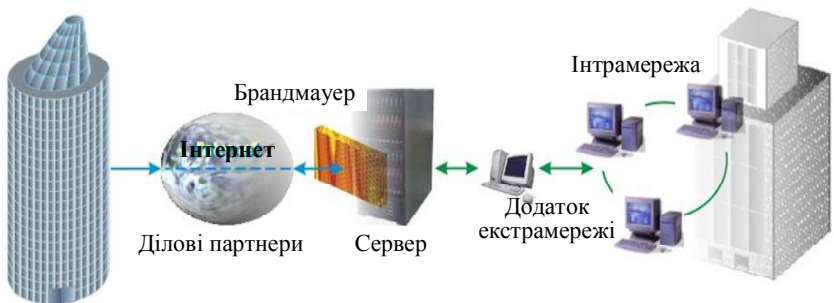 Інтрамережа
Брандмауер
Інтернет
Ділові партнери
Сервер
Додаток
екстрамережі